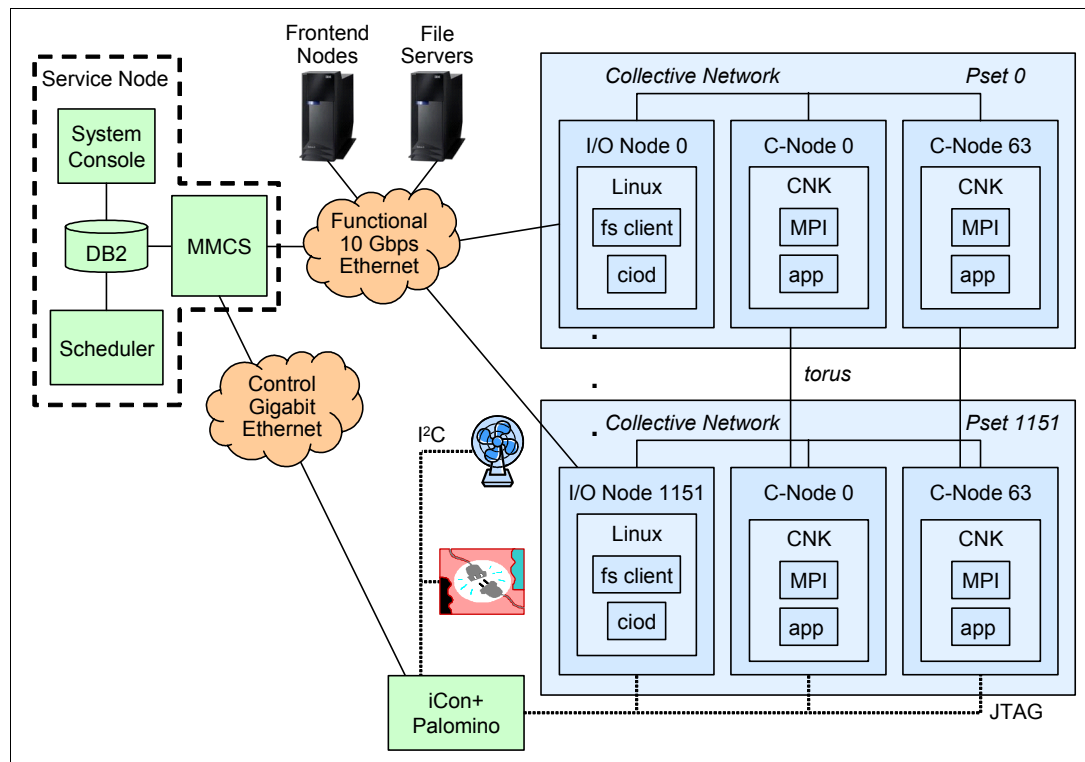 Frontend
Nodes
File
Servers
Service Node
System
Console
DB2
MMCS
Scheduler
Functional
10 Gbps
Ethernet
Control
Gigabit
Ethernet
I²C
iCon+
Palomino
JTAG
Collective Network
Pset 0
I/O Node 0
Linux
fs client
ciod
C-Node 0
CNK
MPI
app
C-Node 63
CNK
MPI
app
torus
Collective Network
Pset 1151
I/O Node 1151
Linux
fs client
ciod
C-Node 0
CNK
MPI
app
C-Node 63
CNK
MPI
app